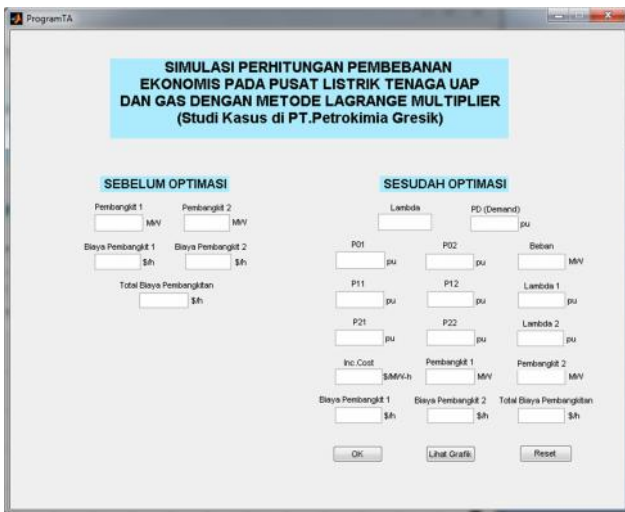 ProgramTA
SIMULASI PERHITUNGAN PEMBEBANAN
EKONOMIS PADA PUSAT LISTRIK TENAGA UAP
DAN GAS DENGAN METODE LAGRANGE MULTIPLIER
(Studi Kasus di PT.Petrokimia Gresik)
SEBELUM OPTIMASI
Pembangkit 1 Pembangkit 2
MW MW
Biaya Pembangkit 1 Biaya Pembangkit 2
$/h $/h
Total Biaya Pembangkitan
$/h
SESUDAH OPTIMASI
Lambda PD (Demand)
pu
P01 P02 Beban
pu pu MW
P11 P12 Lambda 1
pu pu pu
P21 P22 Lambda 2
pu pu pu
Inc.Cost Pembangkit 1 Pembangkit 2
$/MW-h MW MW
Biaya Pembangkit 1 Biaya Pembangkit 2 Total Biaya Pembangkitan
$/h $/h $/h
OK Lihat Grafik Reset